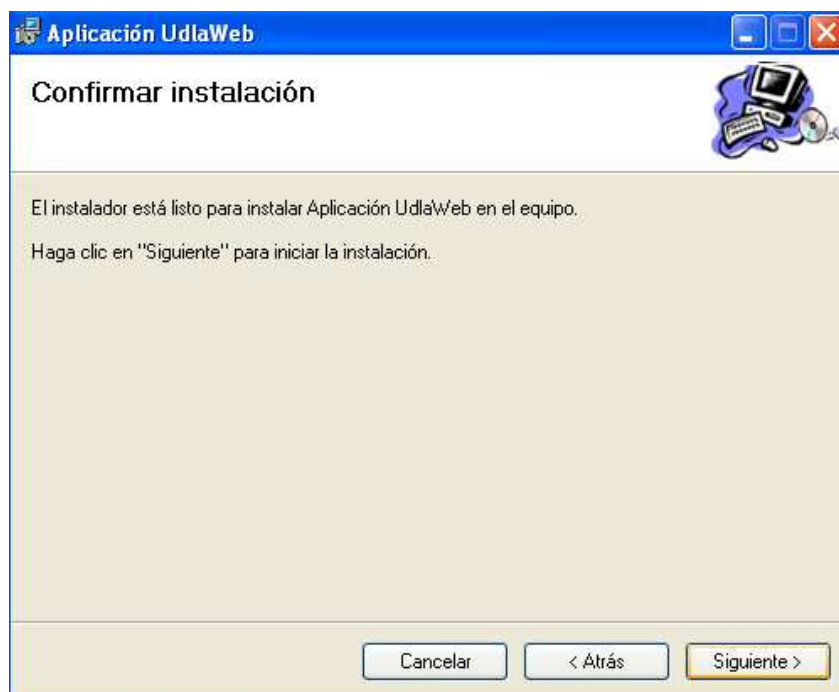 Aplicación UdlaWeb
Confirmar instalación
El instalador está listo para instalar Aplicación UdlaWeb en el equipo.
Haga clic en "Siguiente" para iniciar la instalación.
Cancelar
< Atrás
Siguiente >